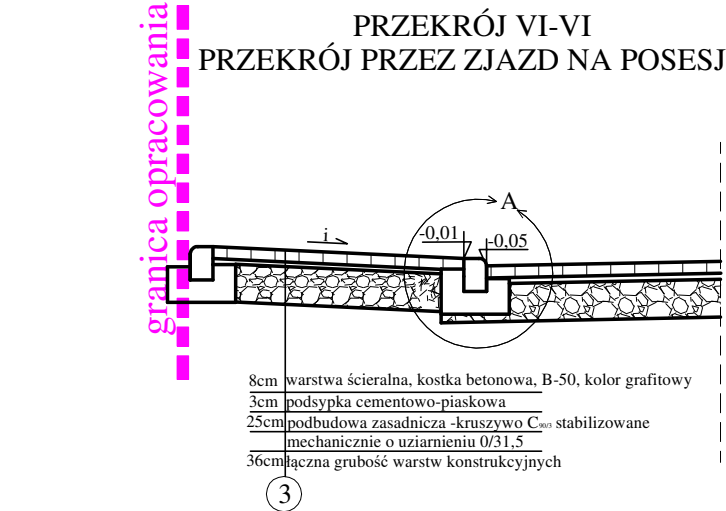 PRZEKRÓJ VI-VI
PRZEKRÓJ PRZEZ ZJAZD NA POSESJ
granica opracowania
A
i
-0,01
-0,05
8cm warstwa ścieralna, kostka betonowa, B-50, kolor grafitowy
3cm podsypka cementowo-piaskowa
25cm podbudowa zasadnicza -kruszywo C90/3 stabilizowane
mechanicznie o uziarnieniu 0/31,5
36cm łączna grubość warstw konstrukcyjnych
3